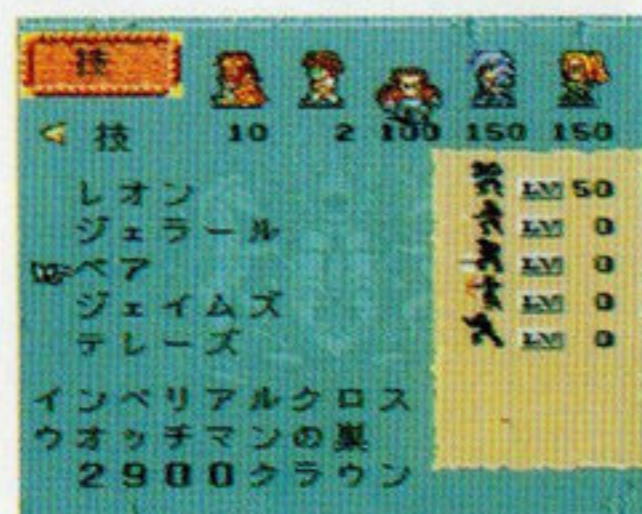 技
技 10 2 100 150 150
レオン
ジェラール
ベア
ジェイムズ
テレーズ
LV 50
LV 0
LV 0
LV 0
LV 0
インペリアルクロス
ウオッチマンの巣
2900クラウン